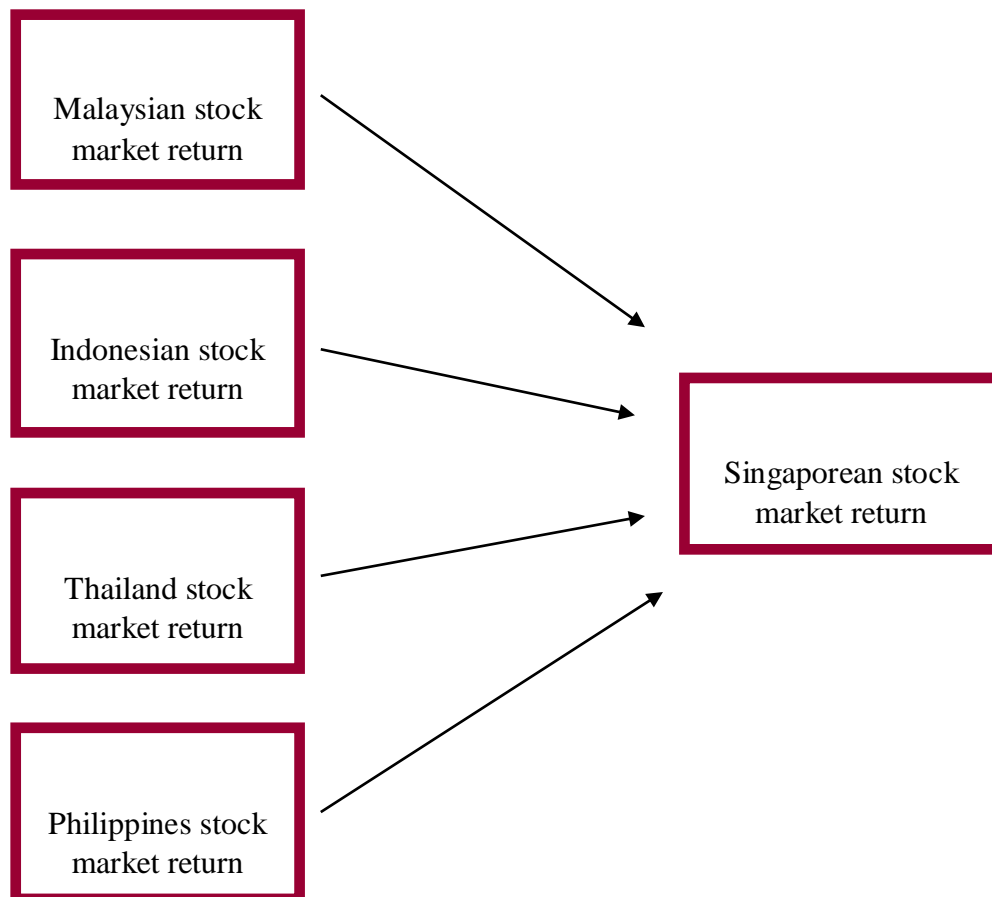 Malaysian stock
market return
Indonesian stock
market return
Thailand stock
market return
Philippines stock
market return
Singaporean stock
market return